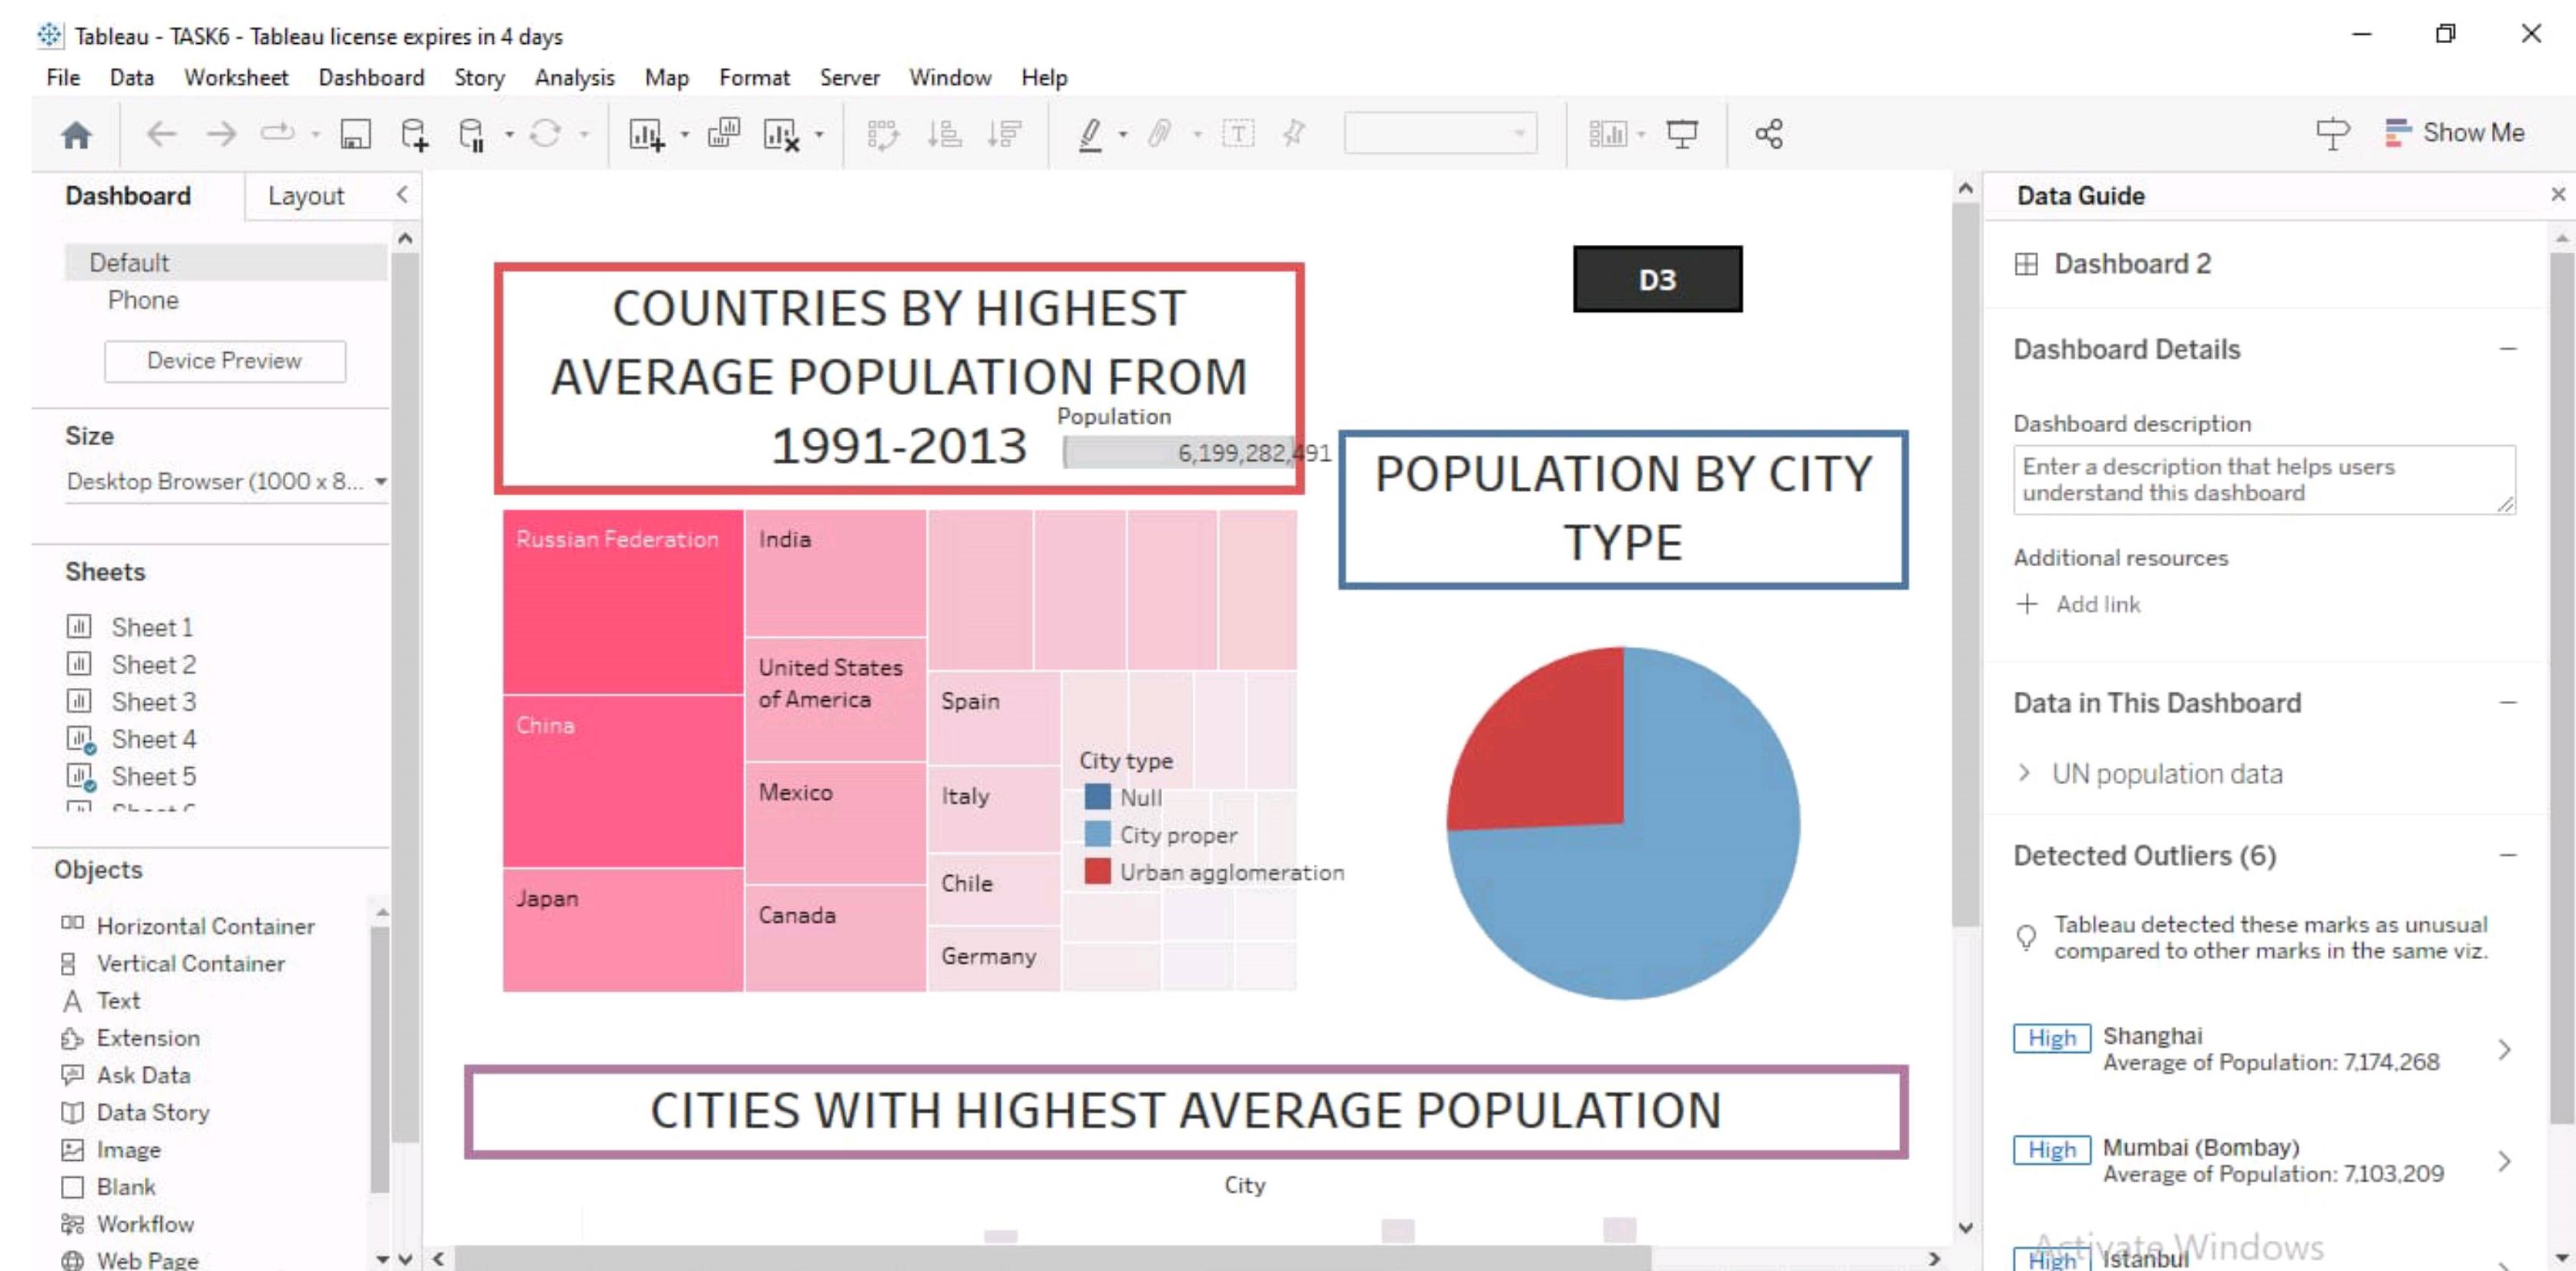 Tableau - TASK6 - Tableau license expires in 4 days
File Data Worksheet Dashboard Story Analysis Map Format Server Window Help
Show Me
Dashboard Layout
Default
Phone
Device Preview
Size
Desktop Browser (1000 x 8...
Sheets
Sheet 1
Sheet 2
Sheet 3
Sheet 4
Sheet 5
Objects
Horizontal Container
Vertical Container
Text
Extension
Ask Data
Data Story
Image
Blank
Workflow
Web Page
COUNTRIES BY HIGHEST
AVERAGE POPULATION FROM
1991-2013
Population
6,199,282,491
D3
POPULATION BY CITY
TYPE
Russian Federation
China
Japan
India
United States
of America
Mexico
Canada
Spain
Italy
Chile
Germany
City type
Null
City proper
Urban agglomeration
CITIES WITH HIGHEST AVERAGE POPULATION
City
Data Guide
Dashboard 2
Dashboard Details
Dashboard description
Enter a description that helps users
understand this dashboard
Additional resources
Add link
Data in This Dashboard
UN population data
Detected Outliers (6)
Tableau detected these marks as unusual
compared to other marks in the same viz.
High Shanghai
Average of Population: 7,174,268
High Mumbai (Bombay)
Average of Population: 7,103,209
High Istanbul
Activate Windows